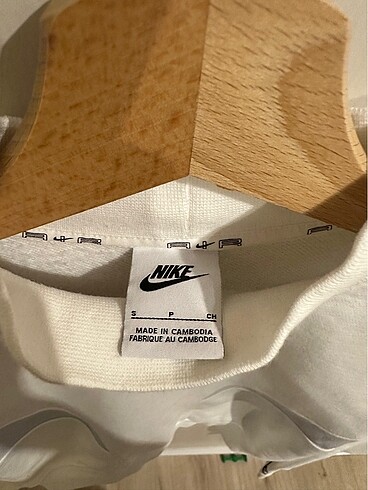 NIKE
S P CH
MADE IN CAMBODIA
FABRIQUE AU CAMBODGE